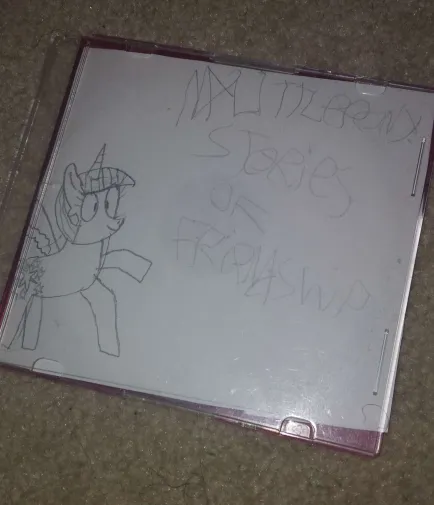 MY LITTLE PONY
STORIES
OF
FRIENDSHIP